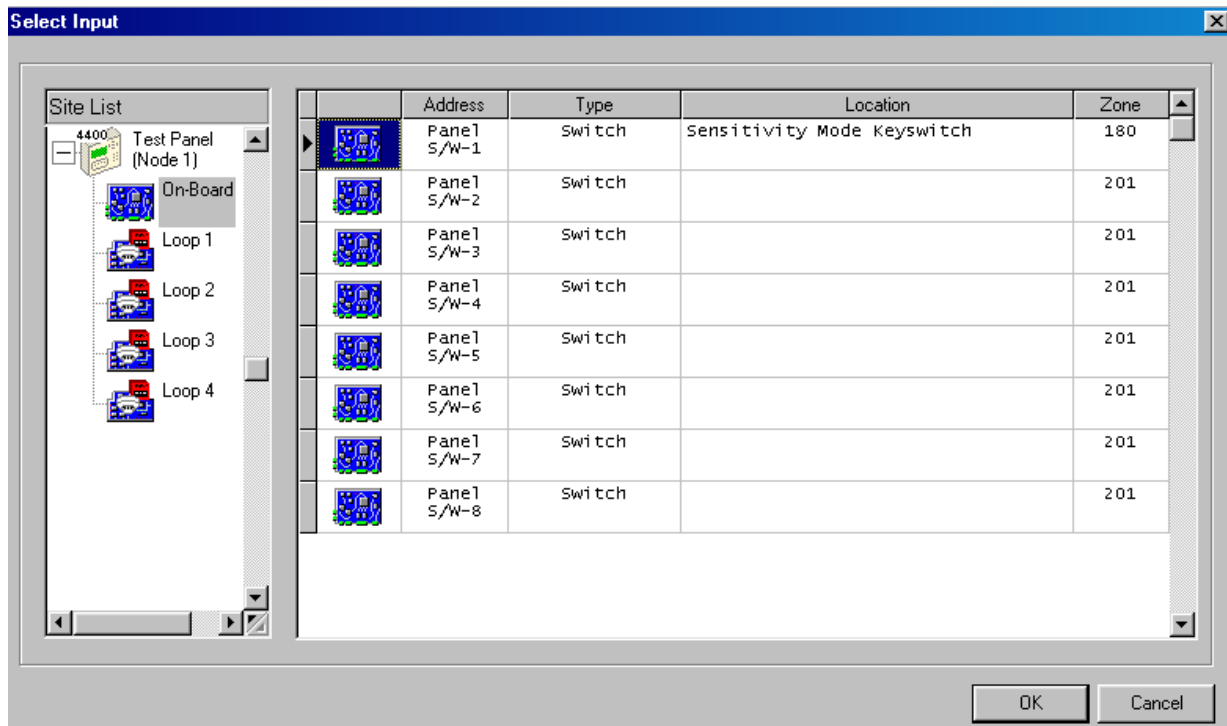 Select Input
Site List
4400
Test Panel
(Node 1)
On-Board
Loop 1
Loop 2
Loop 3
Loop 4
Address Type Location Zone
Panel Switch Sensitivity Mode Keyswitch 180
S/W-1
Panel Switch 201
S/W-2
Panel Switch 201
S/W-3
Panel Switch 201
S/W-4
Panel Switch 201
S/W-5
Panel Switch 201
S/W-6
Panel Switch 201
S/W-7
Panel Switch 201
S/W-8
OK Cancel